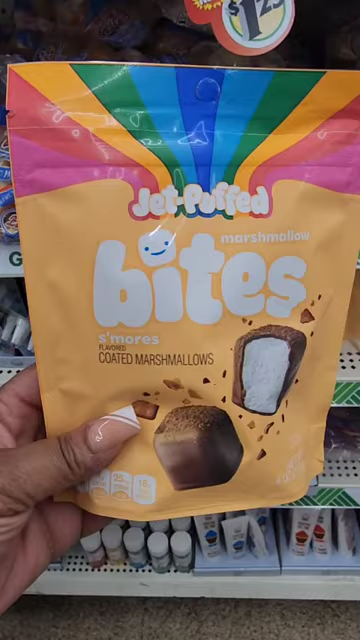 $1.25
Jet-Puffed
marshmallow
bites
s'mores
FLAVORED
COATED MARSHMALLOWS